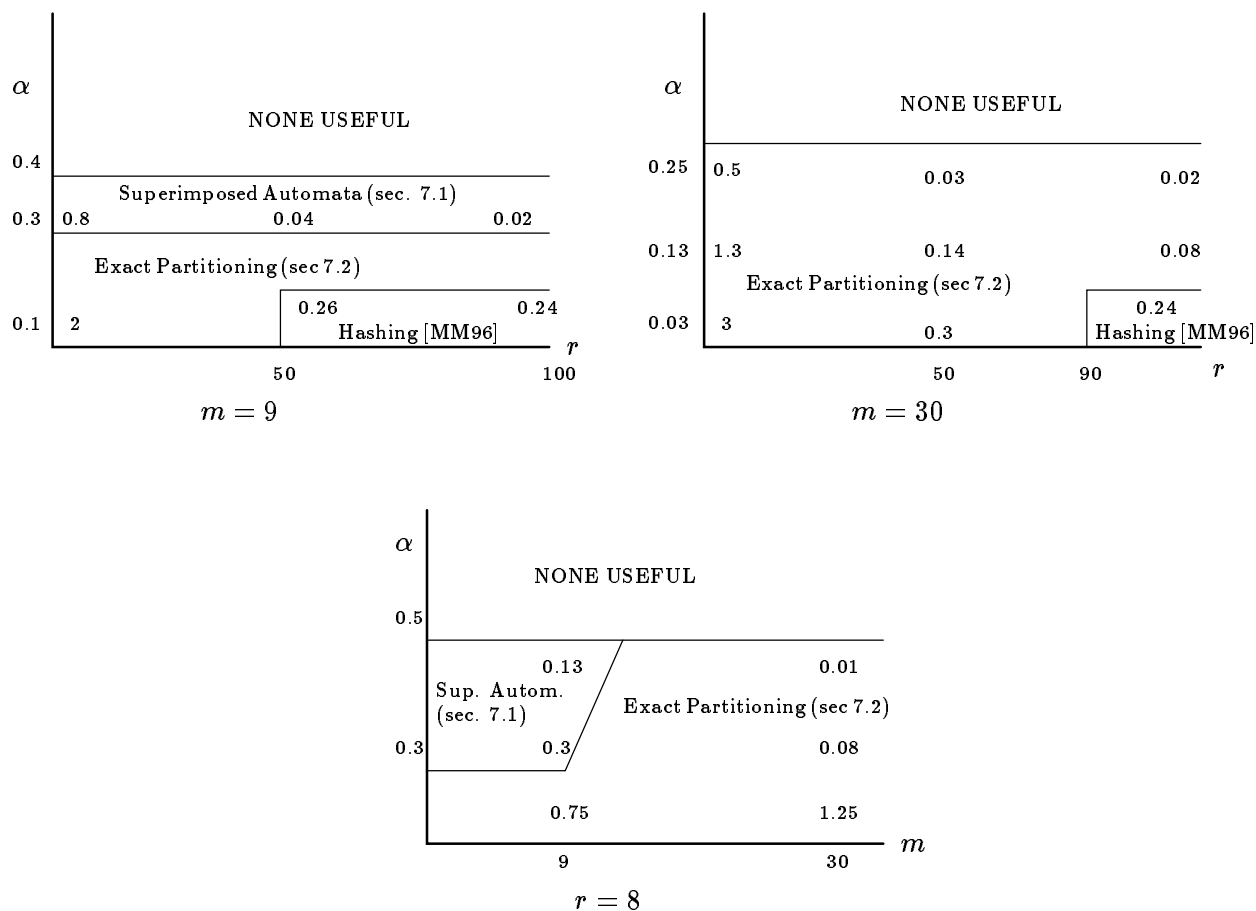 α
NONE USEFUL
0.4
Superimposed Automata (sec. 7.1)
0.3 0.8 0.04 0.02
Exact Partitioning (sec 7.2)
0.26 0.24
0.1 2
Hashing [MM96]
r
50 100
m = 9
α
NONE USEFUL
0.25 0.5 0.03 0.02
0.13 1.3 0.14 0.08
Exact Partitioning (sec 7.2)
0.24
0.03 3 0.3 Hashing [MM96]
50 90 r
m = 30
α
NONE USEFUL
0.5
0.13 0.01
Sup. Autom.
(sec. 7.1)
Exact Partitioning (sec 7.2)
0.3 0.3 0.08
0.75 1.25
m
9 30
r = 8